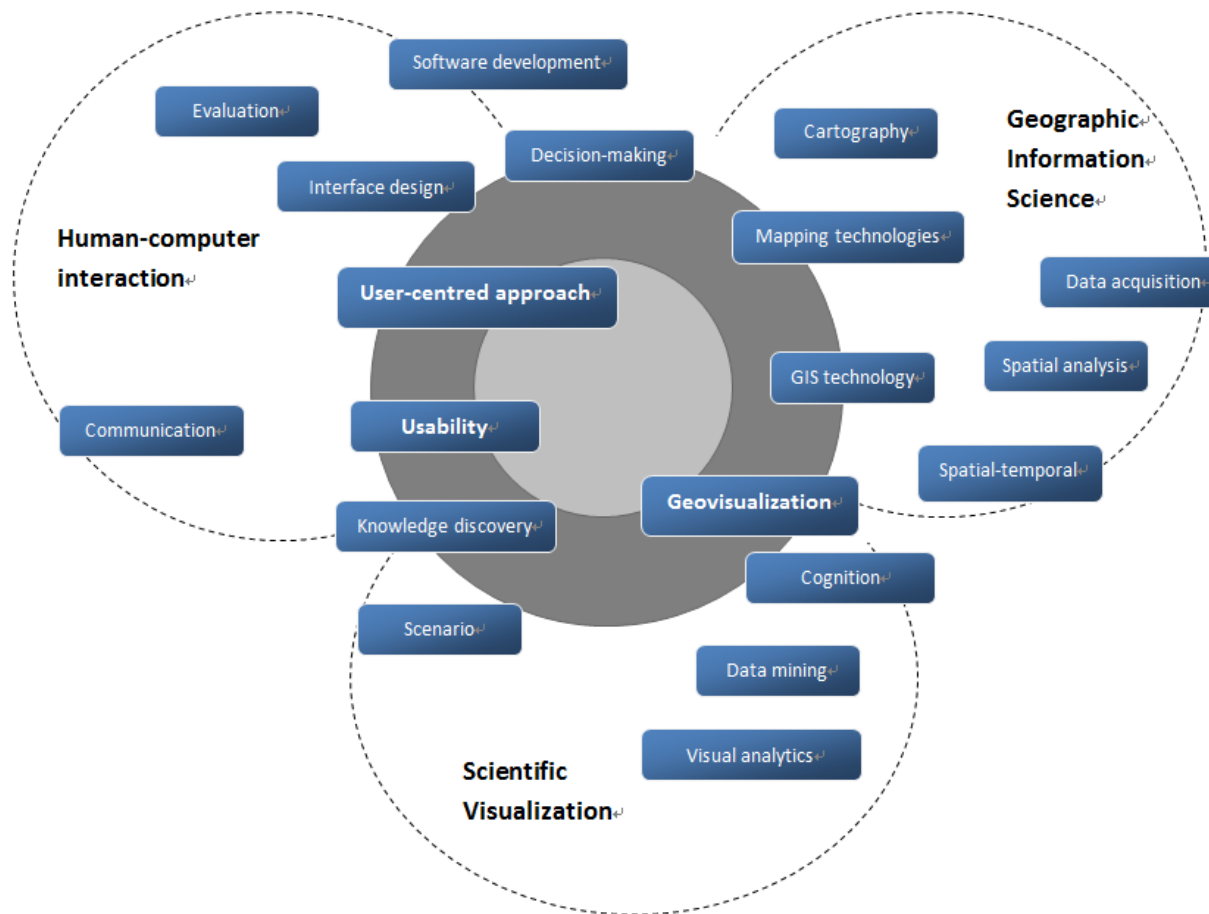 Software development
Evaluation
Cartography
Geographic
Information
Science
Decision-making
Interface design
Mapping technologies
Human-computer
interaction
Data acquisition
User-centred approach
Spatial analysis
GIS technology
Usability
Communication
Spatial-temporal
Geovisualization
Knowledge discovery
Cognition
Scenario
Data mining
Visual analytics
Scientific
Visualization